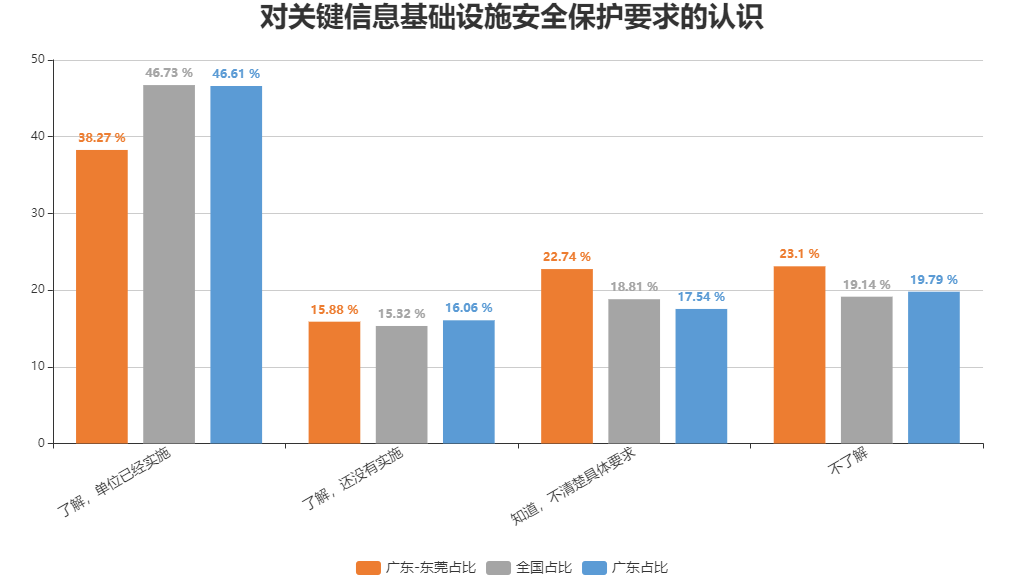 对关键信息基础设施安全保护要求的认识
50
40
30
20
10
0
38.27 %
46.73 %
46.61 %
15.88 %
15.32 %
16.06 %
22.74 %
18.81 %
17.54 %
23.1 %
19.14 %
19.79 %
了解，单位已经实施
了解，还没有实施
知道，不清楚具体要求
不了解
广东-东莞占比
全国占比
广东占比